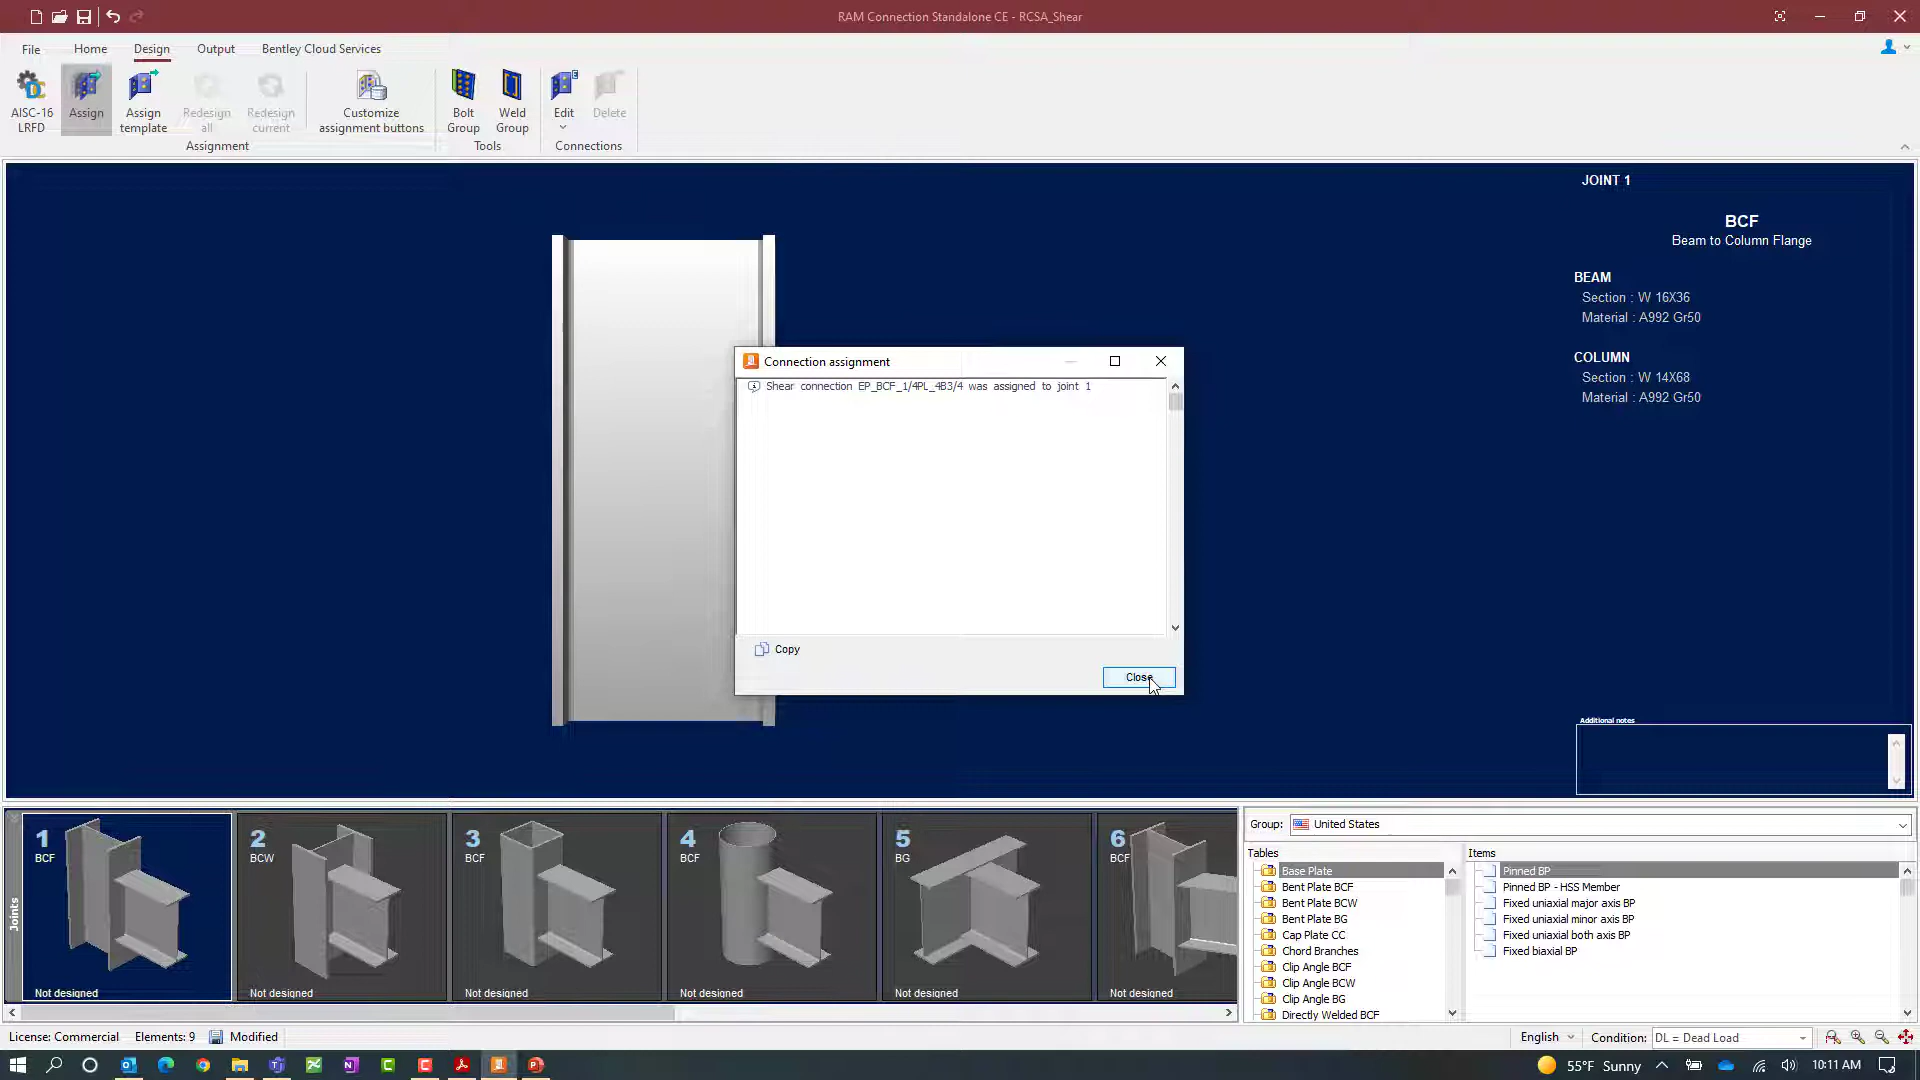 RAM Connection Standalone CE - RCSA_Shear
File
Home
Design
Output
Bentley Cloud Services
AISC-16
LRFD
Assign
Assign
template
Redesign
all
Redesign
current
Customize
assignment buttons
Bolt
Group
Weld
Group
Edit
Delete
Assignment
Tools
Connections
JOINT 1
BCF
Beam to Column Flange
BEAM
Section : W 16X36
Material : A992 Gr50
COLUMN
Section : W 14X68
Material : A992 Gr50
Connection assignment
Shear connection EP_BCF_1/4PL_4B3/4 was assigned to joint 1
Copy
Close
Additional notes
Joints
1
BCF
Not designed
2
BCW
Not designed
3
BCF
Not designed
4
BCF
Not designed
5
BG
Not designed
6
BCF
Not designed
Group:
United States
Tables
Base Plate
Bent Plate BCF
Bent Plate BCW
Bent Plate BG
Cap Plate CC
Chord Branches
Clip Angle BCF
Clip Angle BCW
Clip Angle BG
Directly Welded BCF
Items
Pinned BP
Pinned BP - HSS Member
Fixed uniaxial major axis BP
Fixed uniaxial minor axis BP
Fixed uniaxial both axis BP
Fixed biaxial BP
License: Commercial
Elements: 9
Modified
English
Condition:
DL = Dead Load
55°F Sunny
10:11 AM